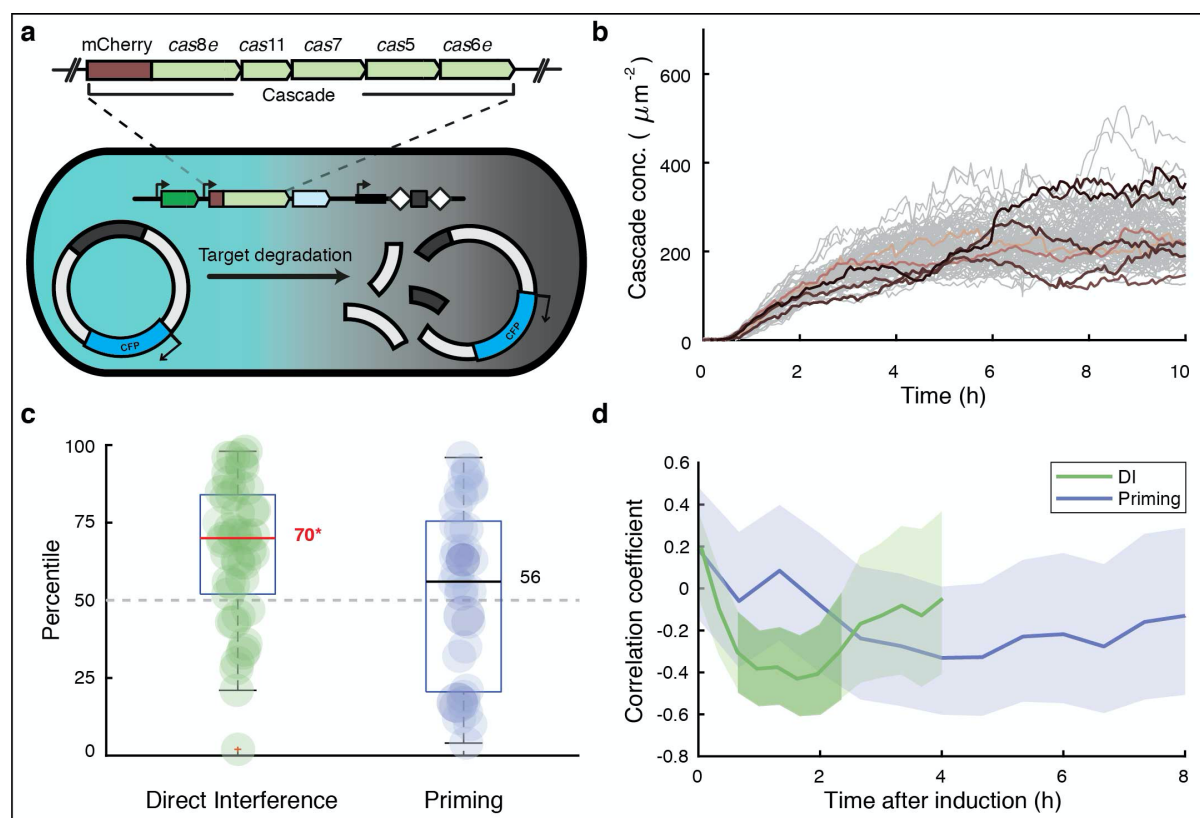 a
mCherry cas8e cas11 cas7 cas5 cas6e
Cascade
Target degradation
CFP
CFP
b
Cascade conc. ( μm⁻²)
600
400
200
0
0 2 4 6 8 10
Time (h)
c
Percentile
100
75
50
25
0
70*
56
Direct Interference Priming
d
Correlation coefficient
0.6
0.4
0.2
0
-0.2
-0.4
-0.6
-0.8
DI
Priming
0 2 4 6 8
Time after induction (h)